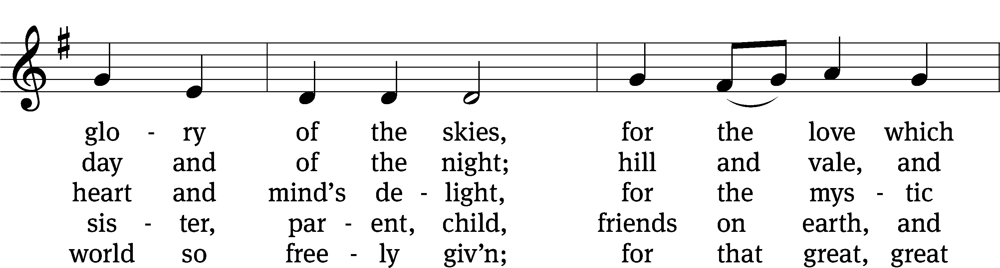 glo - ry of the skies, for the love which
day and of the night; hill and vale, and
heart and mind’s de - light, for the mys - tic
sis - ter, par - ent, child, friends on earth, and
world so free - ly giv’n; for that great, great